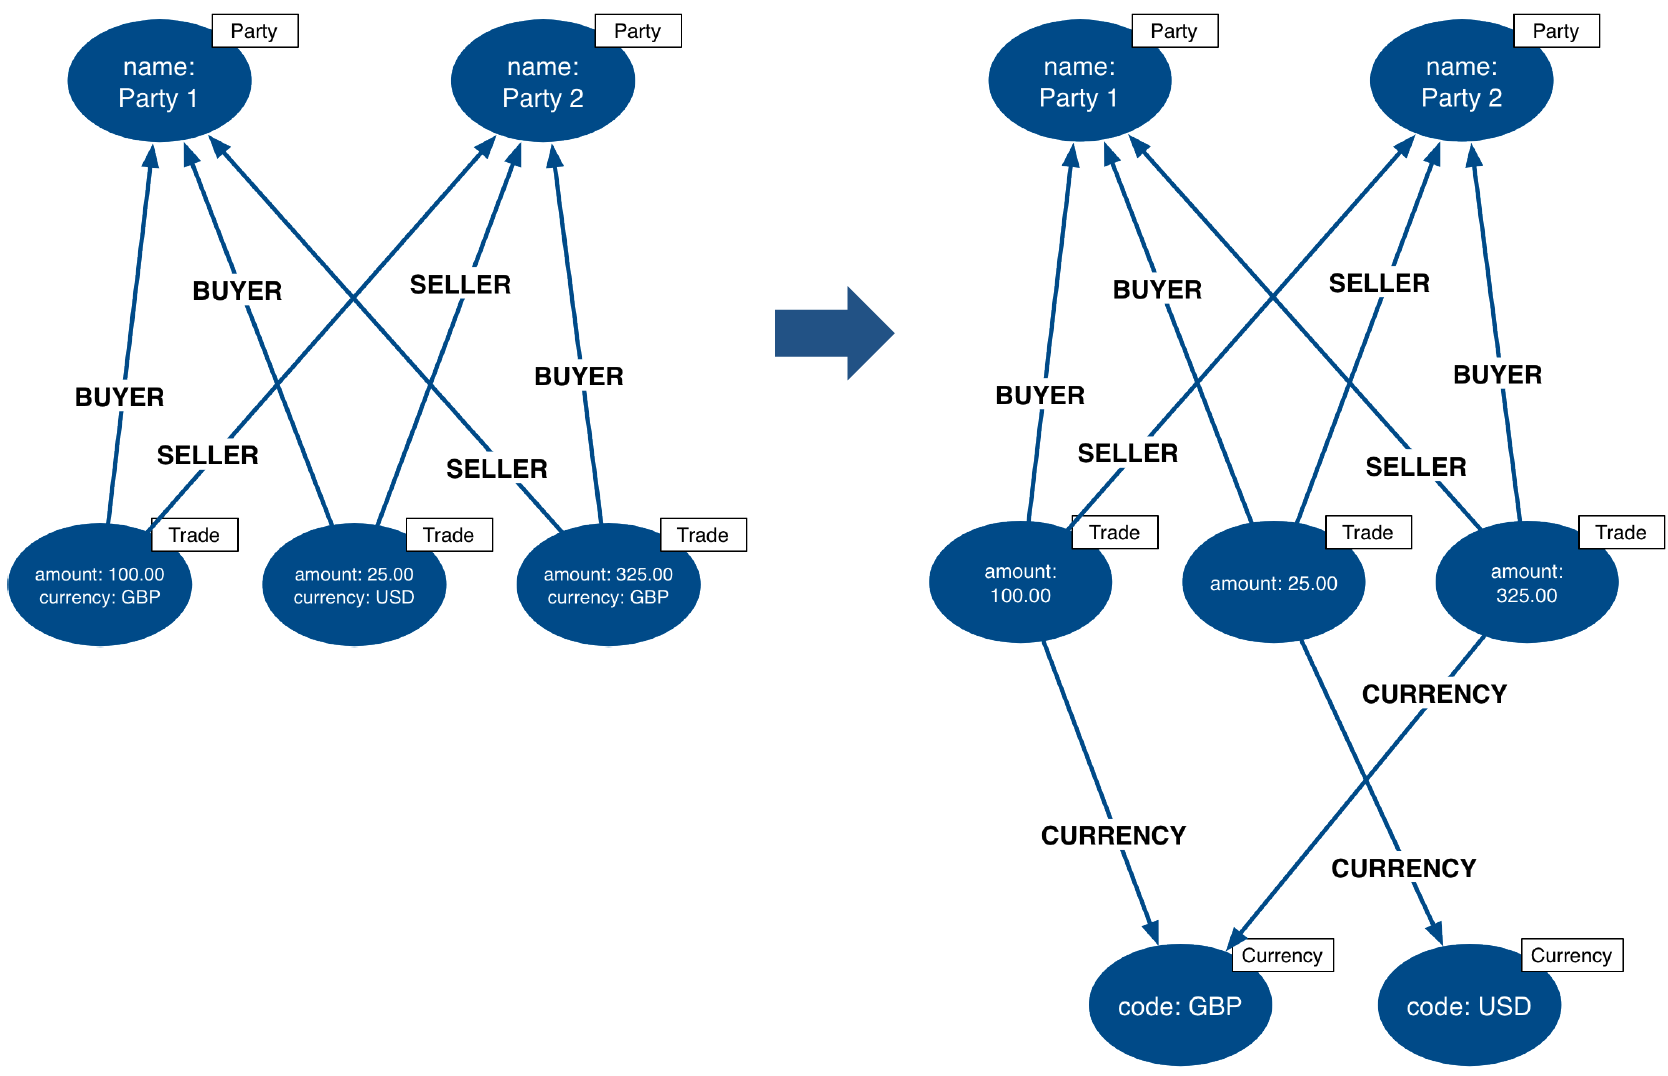 Party
name:
Party 1
Party
name:
Party 2
BUYER
SELLER
BUYER
BUYER
SELLER
SELLER
Trade
amount: 100.00
currency: GBP
Trade
amount: 25.00
currency: USD
Trade
amount: 325.00
currency: GBP
Party
name:
Party 1
Party
name:
Party 2
BUYER
SELLER
BUYER
BUYER
SELLER
SELLER
Trade
amount:
100.00
Trade
amount: 25.00
Trade
amount:
325.00
CURRENCY
CURRENCY
CURRENCY
Currency
code: GBP
Currency
code: USD